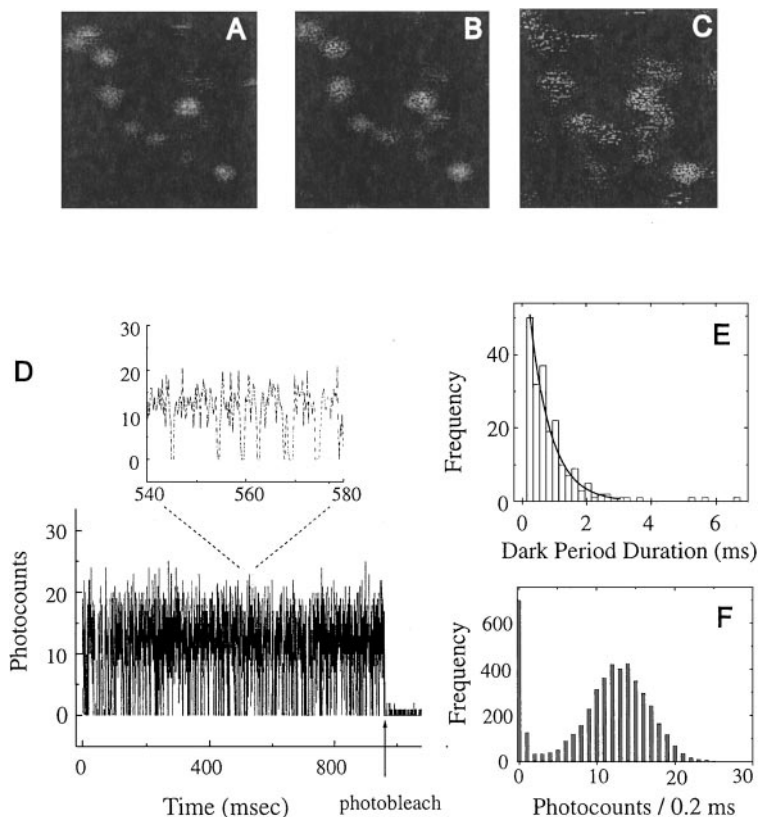 A
B
C
D
30
20
10
0
540
560
580
Photocounts
30
20
10
0
0
400
800
Time (msec)
photobleach
E
Frequency
40
20
0
0
2
4
6
Dark Period Duration (ms)
F
Frequency
600
400
200
0
0
10
20
30
Photocounts / 0.2 ms